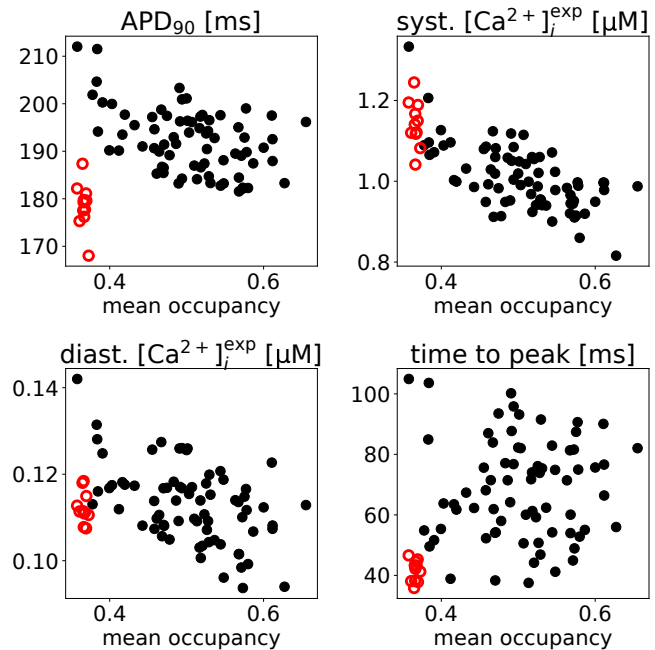 APD₉₀ [ms]
210
200
190
180
170
0.4 0.6
mean occupancy
syst. [Ca²⁺]ᵢᵉˣᵖ [µM]
1.2
1.0
0.8
0.4 0.6
mean occupancy
diast. [Ca²⁺]ᵢᵉˣᵖ [µM]
0.14
0.12
0.10
0.4 0.6
mean occupancy
time to peak [ms]
100
80
60
40
0.4 0.6
mean occupancy